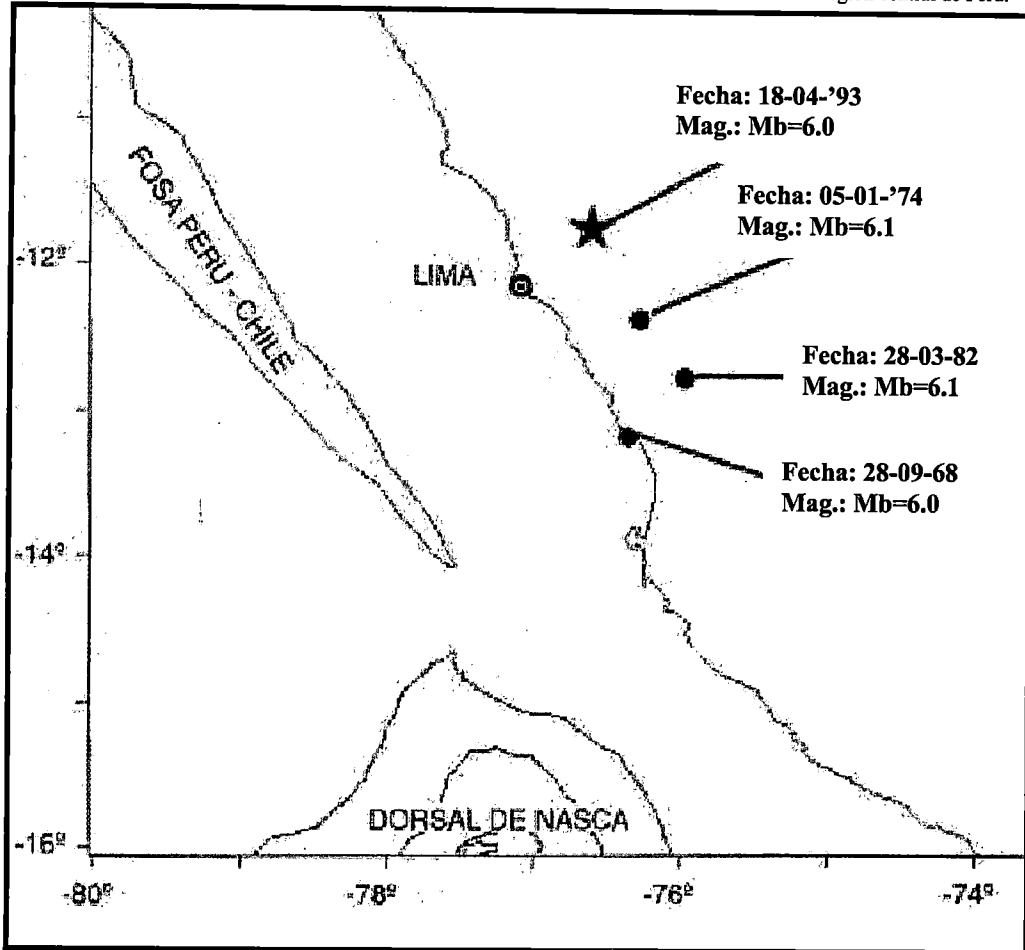 de Perú.
Fecha: 18-04-'93
Mag.: Mb=6.0
Fecha: 05-01-'74
Mag.: Mb=6.1
FOSA PERU - CHILE
-12º
LIMA
Fecha: 28-03-82
Mag.: Mb=6.1
Fecha: 28-09-68
Mag.: Mb=6.0
-14º
DORSAL DE NASCA
-16º
-80º
-78º
-76º
-74º